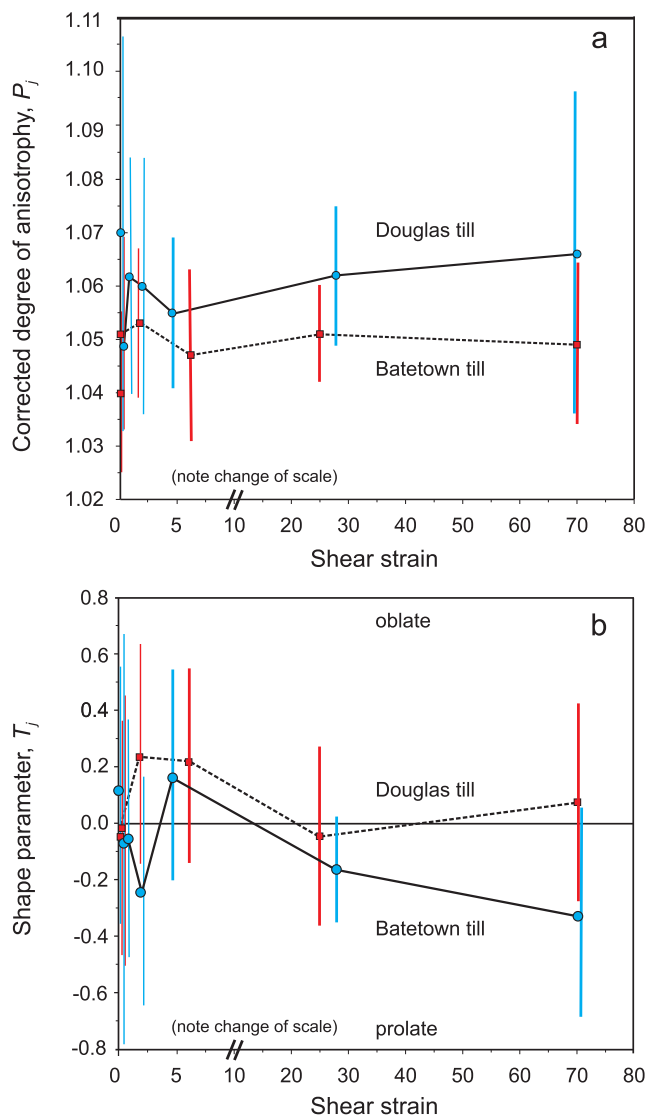 1.11
1.10
1.09
1.08
1.07
1.06
1.05
1.04
1.03
1.02
Corrected degree of anisotropy, Pj
a
Douglas till
Batetown till
(note change of scale)
0 5 10 20 30 40 50 60 70 80
Shear strain
0.8
0.6
0.4
0.2
0.0
-0.2
-0.4
-0.6
-0.8
Shape parameter, Tj
oblate
b
Douglas till
Batetown till
(note change of scale)
prolate
0 5 10 20 30 40 50 60 70 80
Shear strain